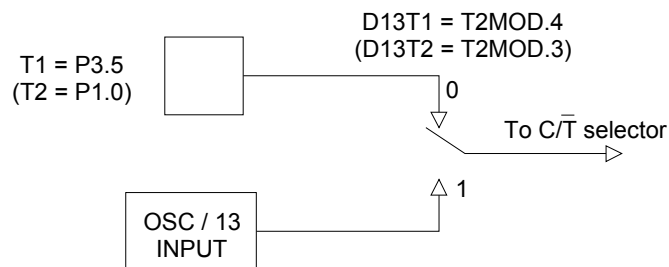 D13T1 = T2MOD.4
(D13T2 = T2MOD.3)
T1 = P3.5
(T2 = P1.0)
0
To C/T̅ selector
1
OSC / 13
INPUT